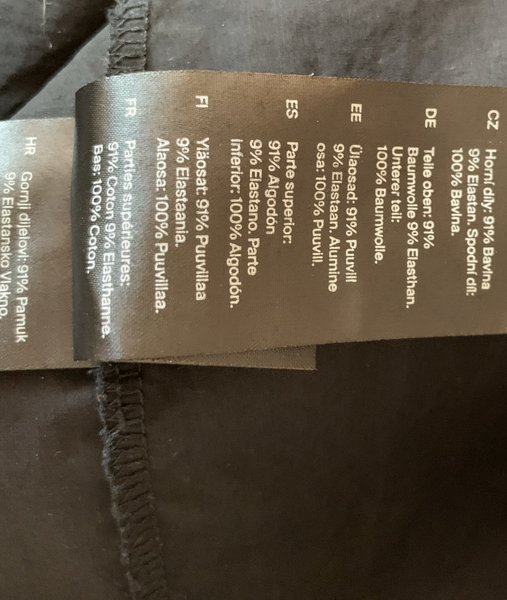 CZ
Horní díly: 91% Bavlna
9% Elastan. Spodní díl:
100% Bavlna.
DE
Teile oben: 91%
Baumwolle 9% Elasthan.
Unterer teil:
100% Baumwolle.
EE
Ülaosad: 91% Puuvill
9% Elastaan. Alumine
osa: 100% Puuvill.
ES
Parte superior:
91% Algodón
9% Elastano. Parte
inferior: 100% Algodón.
FI
Yläosat: 91% Puuvillaa
9% Elastaania.
Alaosa: 100% Puuvillaa.
FR
Parties supérieures:
91% Coton 9% Elasthanne.
Bas: 100% Coton.
HR
Gornji dijelovi: 91% Pamuk
9% Elastansko Vlakno.